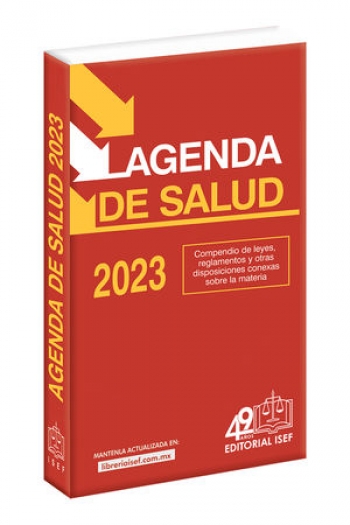 AGENDA
DE SALUD
2023
Compendio de leyes,
reglamentos y otras
disposiciones conexas
sobre la materia
MANTENLA ACTUALIZADA EN:
libreriaisef.com.mx
49
AÑOS
EDITORIAL ISEF
AGENDA DE SALUD 2023
ISEF